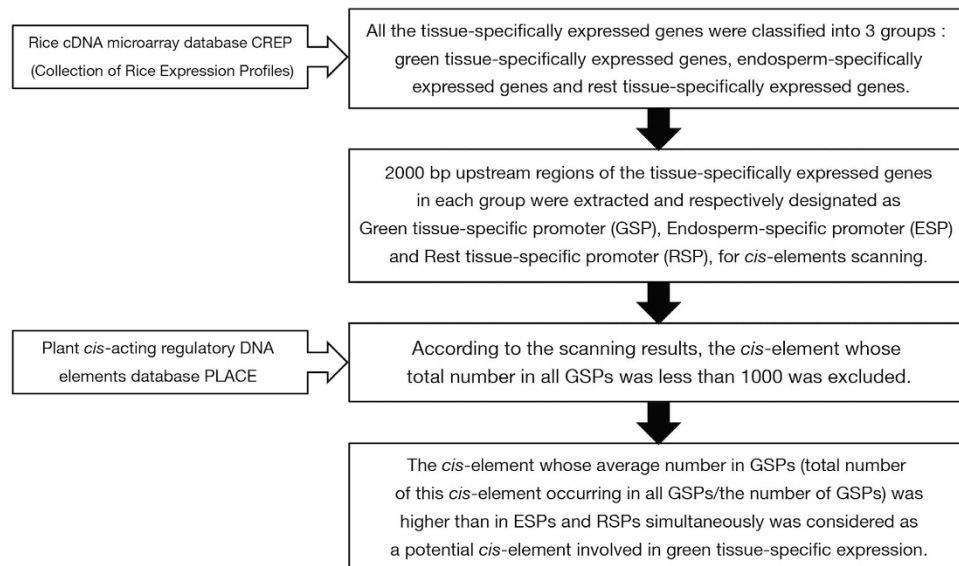 Rice cDNA microarray database CREP
(Collection of Rice Expression Profiles)
All the tissue-specifically expressed genes were classified into 3 groups :
green tissue-specifically expressed genes, endosperm-specifically
expressed genes and rest tissue-specifically expressed genes.
2000 bp upstream regions of the tissue-specifically expressed genes
in each group were extracted and respectively designated as
Green tissue-specific promoter (GSP), Endosperm-specific promoter (ESP)
and Rest tissue-specific promoter (RSP), for cis-elements scanning.
Plant cis-acting regulatory DNA
elements database PLACE
According to the scanning results, the cis-element whose
total number in all GSPs was less than 1000 was excluded.
The cis-element whose average number in GSPs (total number
of this cis-element occurring in all GSPs/the number of GSPs) was
higher than in ESPs and RSPs simultaneously was considered as
a potential cis-element involved in green tissue-specific expression.